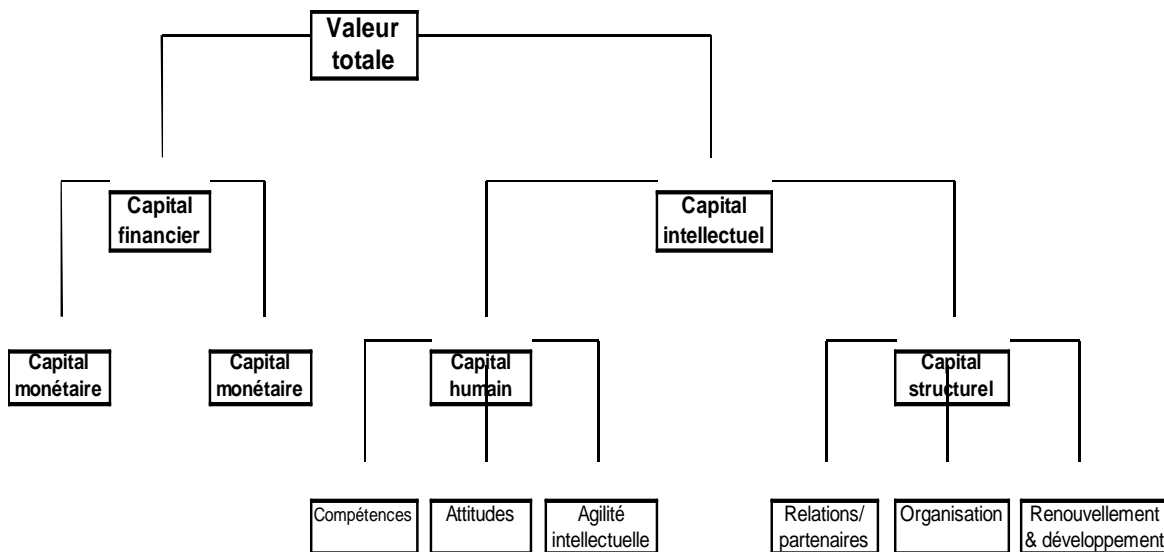 Valeur
totale
Capital
financier
Capital
intellectuel
Capital
monétaire
Capital
monétaire
Capital
humain
Capital
structurel
Compétences
Attitudes
Agilité
intellectuelle
Relations/
partenaires
Organisation
Renouvellement
& développement